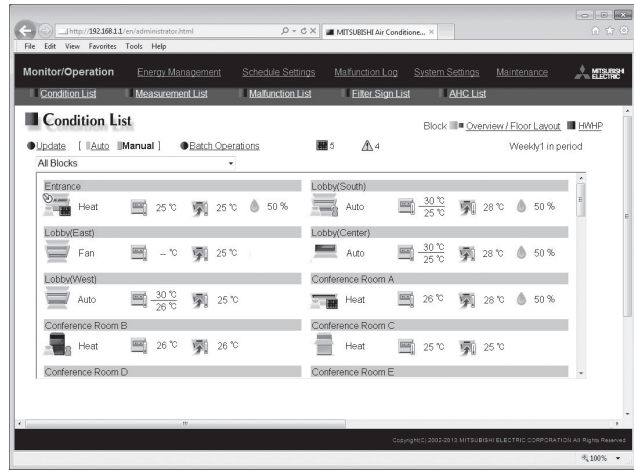 http://192.168.1.1/en/administrator.html
MITSUBISHI Air Conditione...
File Edit View Favorites Tools Help
Monitor/Operation Energy Management Schedule Settings Malfunction Log System Settings Maintenance MITSUBISHI ELECTRIC
Condition List Measurement List Malfunction List Filter Sign List AHC List
Condition List
Block Overview / Floor Layout HWHP
Update [ Auto Manual ] Batch Operations 5 4 Weekly1 in period
All Blocks
Entrance Lobby(South)
Heat 25 °C 25 °C 50 % Auto 30 °C 25 °C 28 °C 50 %
Lobby(East) Lobby(Center)
Fan -- °C 25 °C Auto 30 °C 25 °C 28 °C 50 %
Lobby(West) Conference Room A
Auto 30 °C 26 °C 25 °C Heat 26 °C 28 °C 50 %
Conference Room B Conference Room C
Heat 26 °C 26 °C Heat 25 °C 25 °C
Conference Room D Conference Room E
Copyright(C) 2002-2013 MITSUBISHI ELECTRIC CORPORATION All Rights Reserved
100%